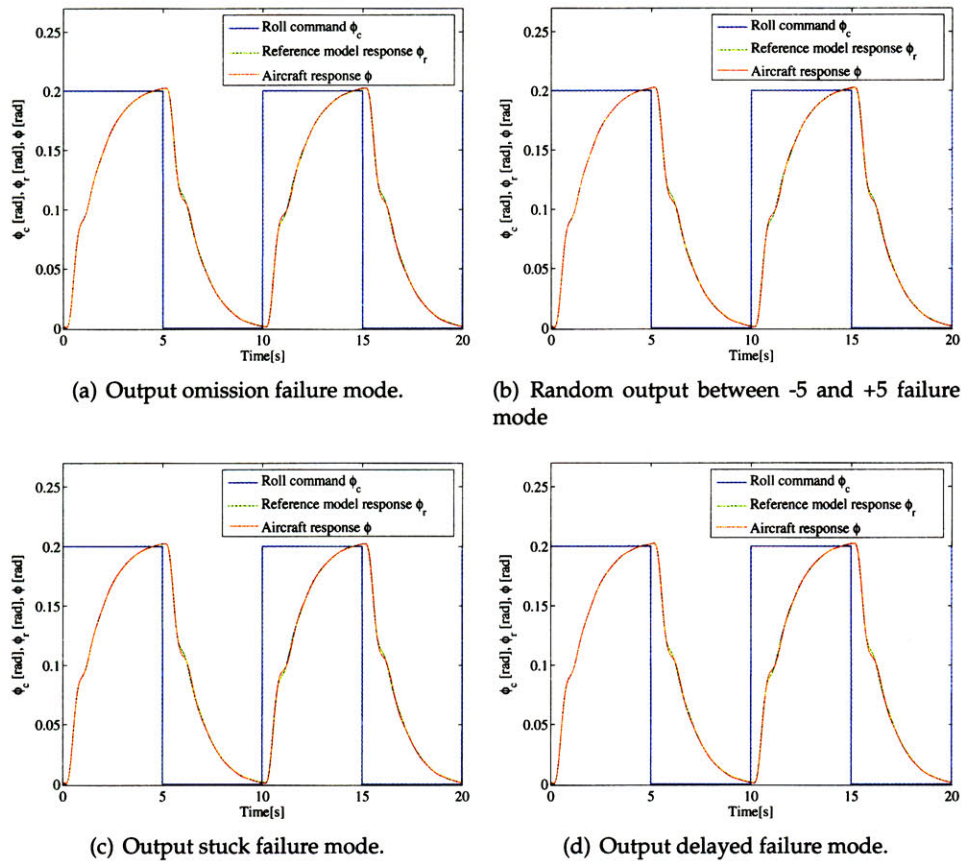 0.25
0.2
0.15
0.1
0.05
0
ϕc [rad], ϕr [rad], ϕ [rad]
Roll command ϕc
Reference model response ϕr
Aircraft response ϕ
0 5 10 15 20
Time[s]
(a) Output omission failure mode.
0.25
0.2
0.15
0.1
0.05
0
ϕc [rad], ϕr [rad], ϕ [rad]
Roll command ϕc
Reference model response ϕr
Aircraft response ϕ
0 5 10 15 20
Time[s]
(b) Random output between -5 and +5 failure
mode
0.25
0.2
0.15
0.1
0.05
0
ϕc [rad], ϕr [rad], ϕ [rad]
Roll command ϕc
Reference model response ϕr
Aircraft response ϕ
0 5 10 15 20
Time[s]
(c) Output stuck failure mode.
0.25
0.2
0.15
0.1
0.05
0
ϕc [rad], ϕr [rad], ϕ [rad]
Roll command ϕc
Reference model response ϕr
Aircraft response ϕ
0 5 10 15 20
Time[s]
(d) Output delayed failure mode.